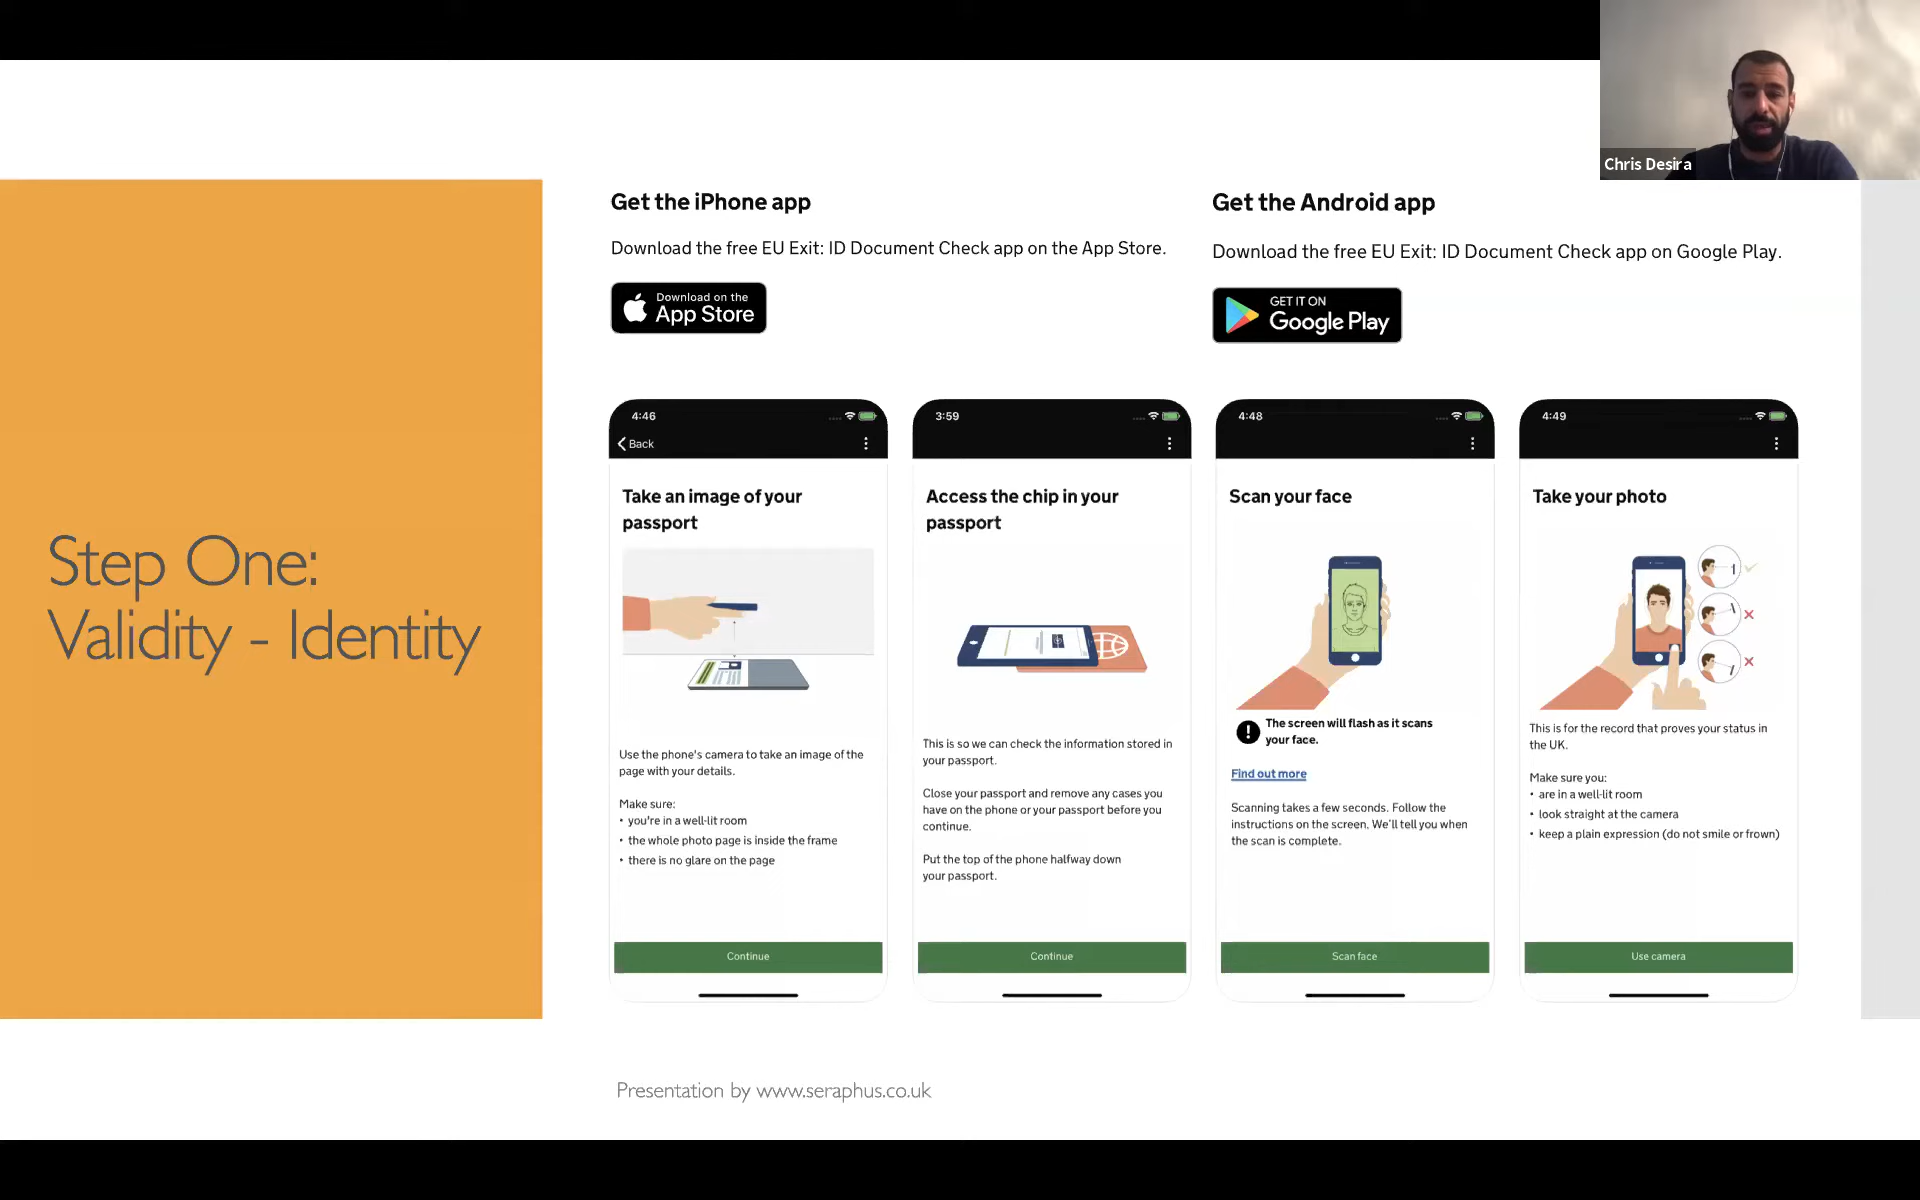 Chris Desira
Step One:
Validity - Identity
Get the iPhone app
Download the free EU Exit: ID Document Check app on the App Store.
Download on the
App Store
Get the Android app
Download the free EU Exit: ID Document Check app on Google Play.
GET IT ON
Google Play
4:46
Back
Take an image of your
passport
Use the phone's camera to take an image of the
page with your details.
Make sure:
• you're in a well-lit room
• the whole photo page is inside the frame
• there is no glare on the page
Continue
3:59
Access the chip in your
passport
This is so we can check the information stored in
your passport.
Close your passport and remove any cases you
have on the phone or your passport before you
continue.
Put the top of the phone halfway down
your passport.
Continue
4:48
Scan your face
The screen will flash as it scans
your face.
Find out more
Scanning takes a few seconds. Follow the
instructions on the screen. We'll tell you when
the scan is complete.
Scan face
4:49
Take your photo
This is for the record that proves your status in
the UK.
Make sure you:
• are in a well-lit room
• look straight at the camera
• keep a plain expression (do not smile or frown)
Use camera
Presentation by www.seraphus.co.uk